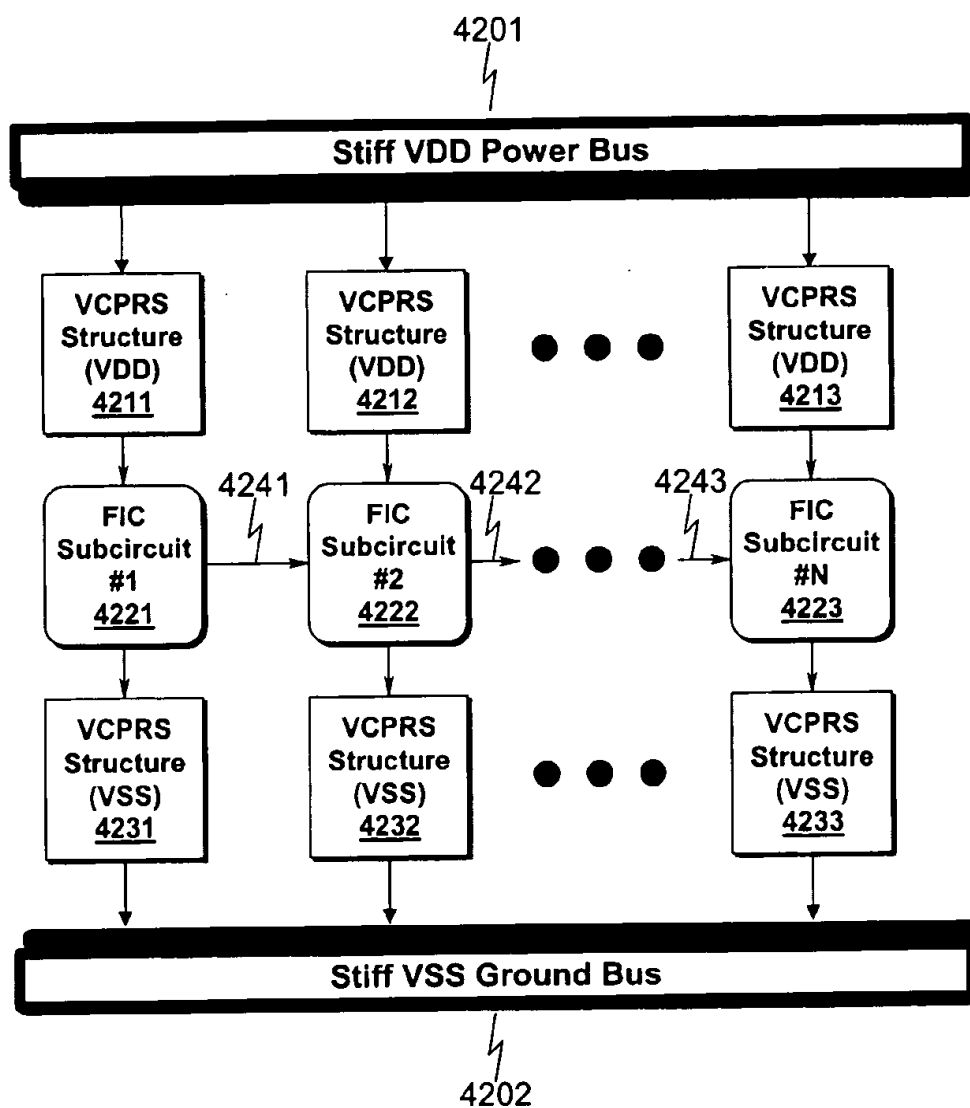 4201
Stiff VDD Power Bus
VCPRS
Structure
(VDD)
4211
VCPRS
Structure
(VDD)
4212
VCPRS
Structure
(VDD)
4213
4241
4242
4243
FIC
Subcircuit
#1
4221
FIC
Subcircuit
#2
4222
FIC
Subcircuit
#N
4223
VCPRS
Structure
(VSS)
4231
VCPRS
Structure
(VSS)
4232
VCPRS
Structure
(VSS)
4233
Stiff VSS Ground Bus
4202